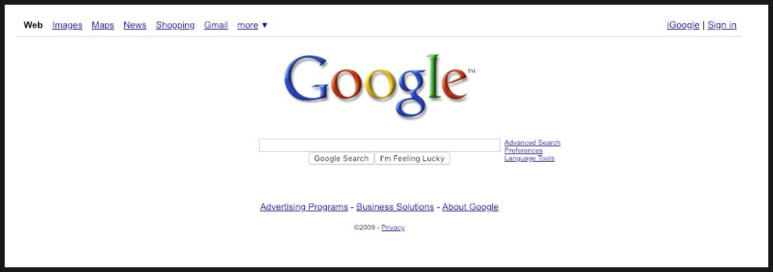 Web Images Maps News Shopping Gmail more ▼ iGoogle | Sign in
Google™
Advanced Search
Preferences
Language Tools
Google Search I'm Feeling Lucky
Advertising Programs - Business Solutions - About Google
©2009 - Privacy